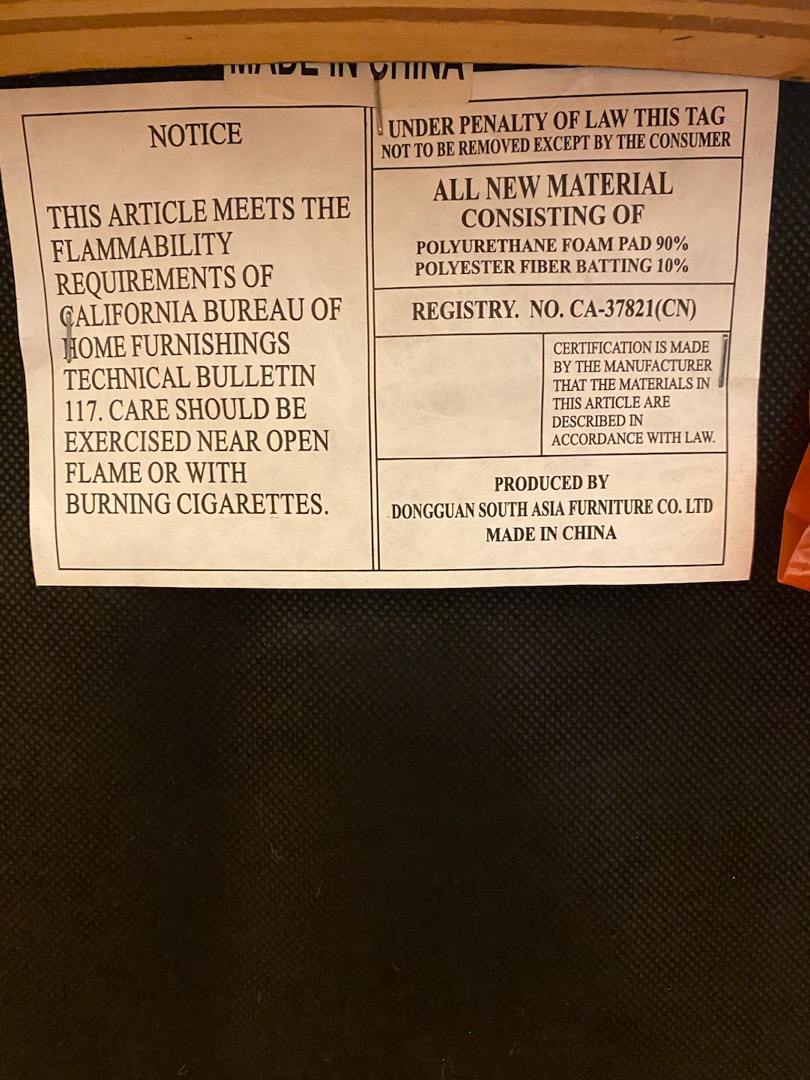 MADE IN CHINA
NOTICE
THIS ARTICLE MEETS THE
FLAMMABILITY
REQUIREMENTS OF
CALIFORNIA BUREAU OF
HOME FURNISHINGS
TECHNICAL BULLETIN
117. CARE SHOULD BE
EXERCISED NEAR OPEN
FLAME OR WITH
BURNING CIGARETTES.
UNDER PENALTY OF LAW THIS TAG
NOT TO BE REMOVED EXCEPT BY THE CONSUMER
ALL NEW MATERIAL
CONSISTING OF
POLYURETHANE FOAM PAD 90%
POLYESTER FIBER BATTING 10%
REGISTRY. NO. CA-37821(CN)
CERTIFICATION IS MADE
BY THE MANUFACTURER
THAT THE MATERIALS IN
THIS ARTICLE ARE
DESCRIBED IN
ACCORDANCE WITH LAW.
PRODUCED BY
DONGGUAN SOUTH ASIA FURNITURE CO. LTD
MADE IN CHINA